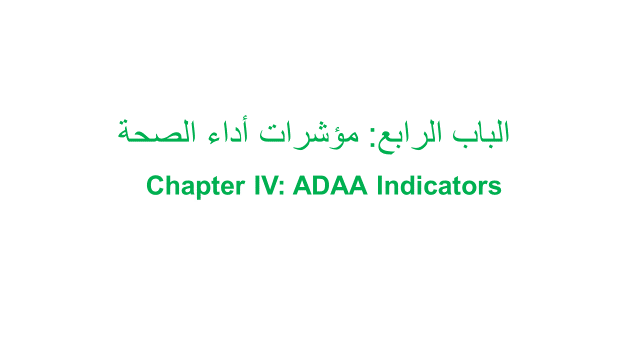 الباب الرابع: مؤشرات أداء الصحة
Chapter IV: ADAA Indicators